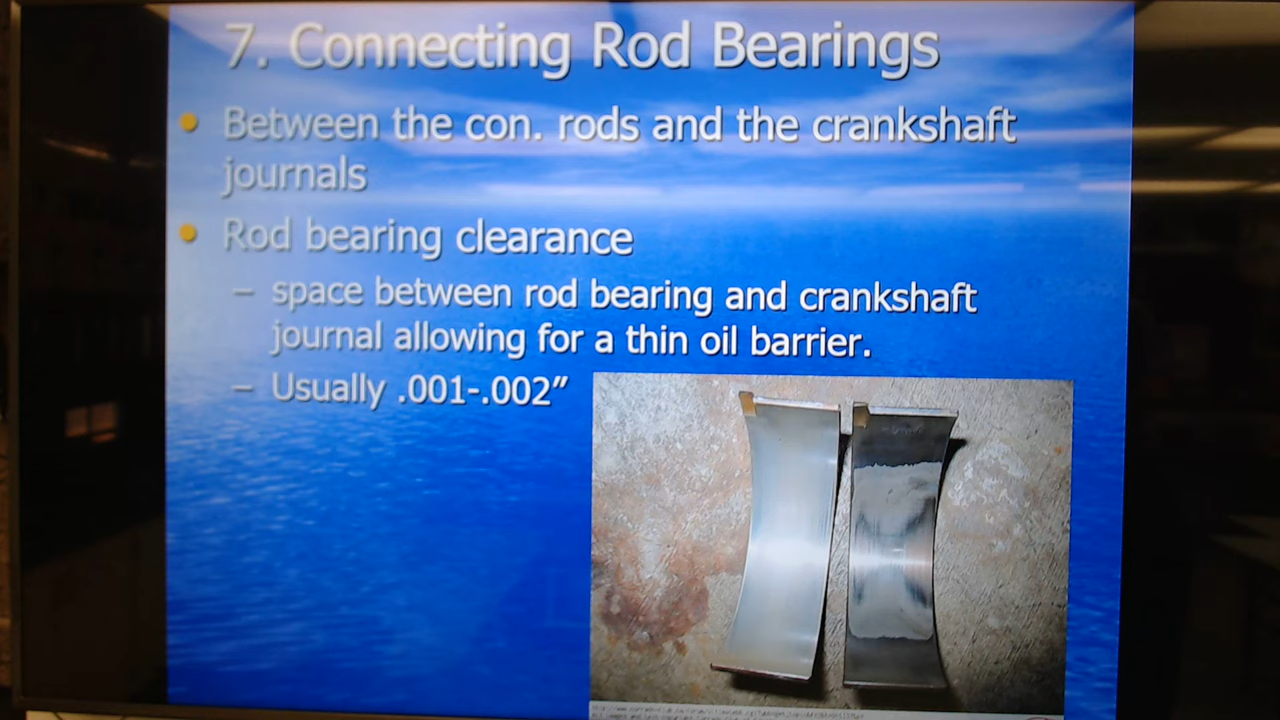 7. Connecting Rod Bearings
Between the con. rods and the crankshaft
journals
Rod bearing clearance
– space between rod bearing and crankshaft
journal allowing for a thin oil barrier.
– Usually .001-.002”